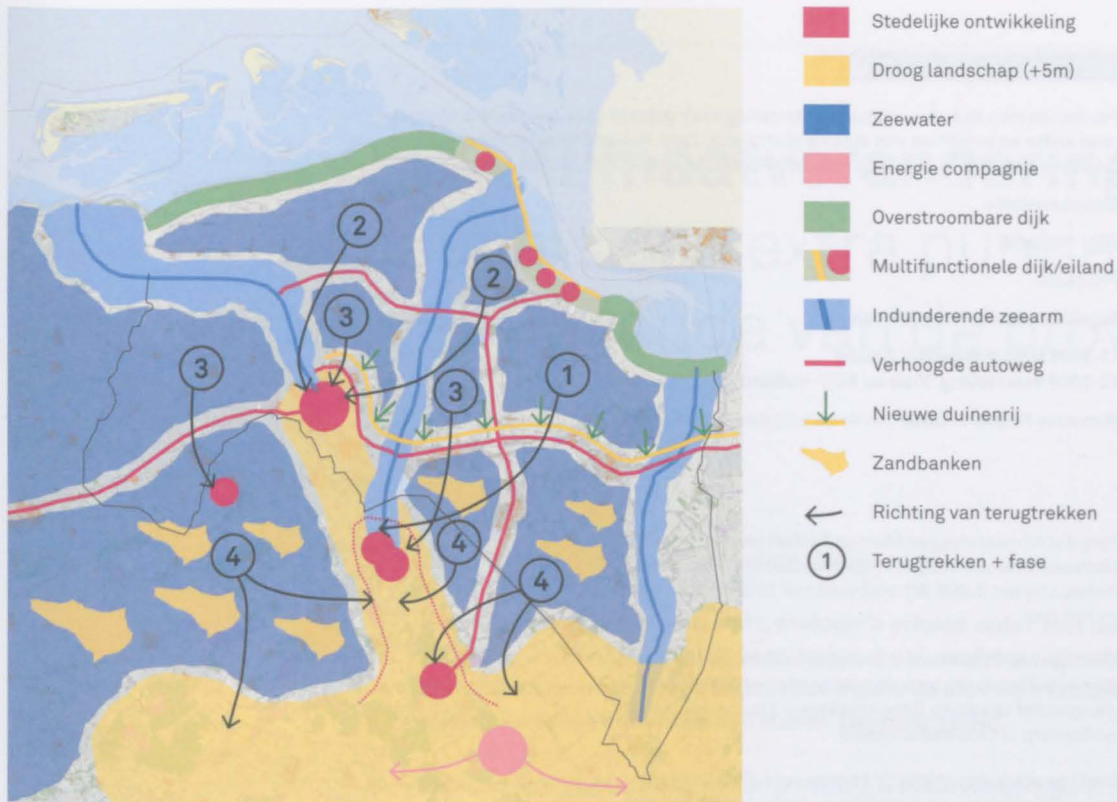 Stedelijke ontwikkeling
Droog landschap (+5m)
Zeewater
Energie compagnie
Overstroombare dijk
Multifunctionele dijk/eiland
Indunderende zeearm
Verhoogde autoweg
Nieuwe duinenrij
Zandbanken
Richting van terugtrekken
1 Terugtrekken + fase
2
2
3
3
3
1
4
4
4